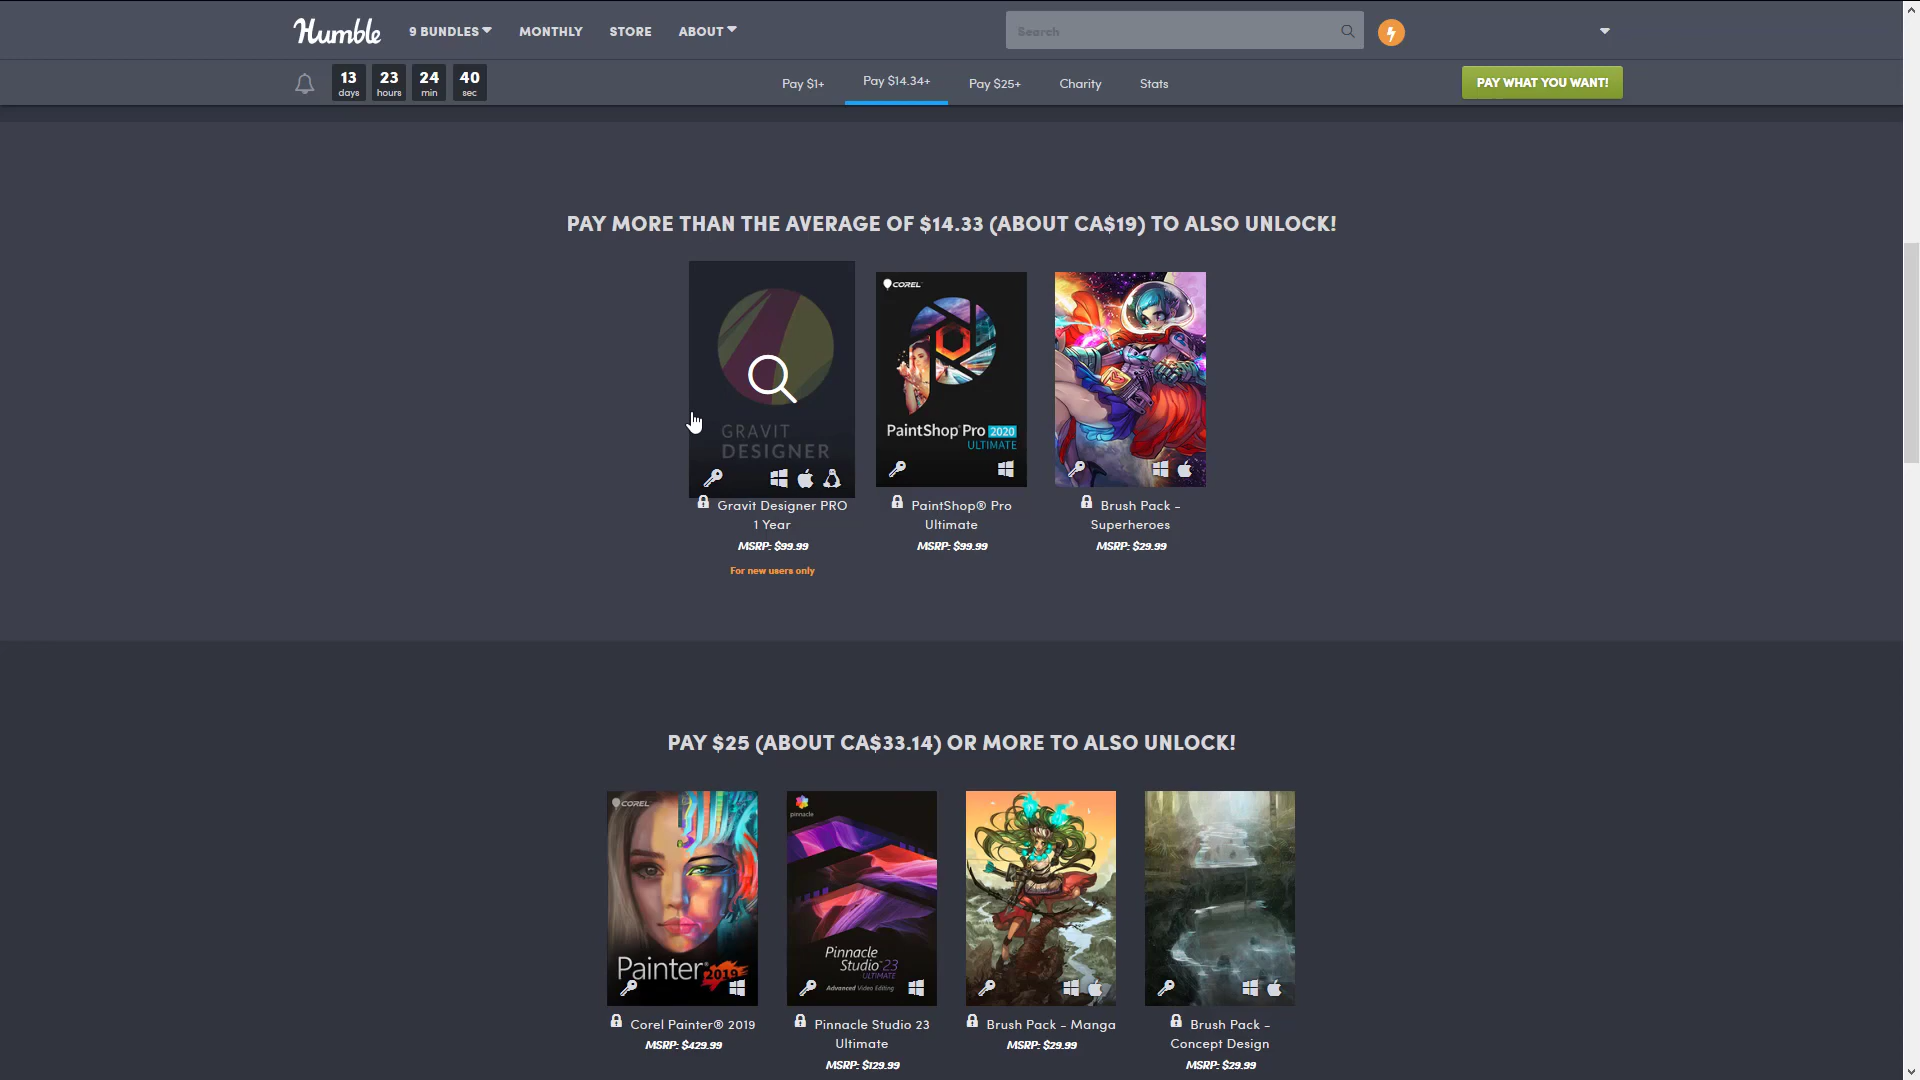 Humble
9 BUNDLES
MONTHLY
STORE
ABOUT
Search
13 days
23 hours
24 min
40 sec
Pay $1+
Pay $14.34+
Pay $25+
Charity
Stats
PAY WHAT YOU WANT!
PAY MORE THAN THE AVERAGE OF $14.33 (ABOUT CA$19) TO ALSO UNLOCK!
GRAVIT
DESIGNER
COREL
PaintShop Pro 2020
ULTIMATE
Gravit Designer PRO
1 Year
MSRP: $99.99
For new users only
PaintShop® Pro
Ultimate
MSRP: $99.99
Brush Pack -
Superheroes
MSRP: $29.99
PAY $25 (ABOUT CA$33.14) OR MORE TO ALSO UNLOCK!
COREL
Painter® 2019
pinnacle
Pinnacle
Studio™23
ULTIMATE
Advanced Video Editing
Corel Painter® 2019
MSRP: $429.99
Pinnacle Studio 23
Ultimate
MSRP: $129.99
Brush Pack - Manga
MSRP: $29.99
Brush Pack -
Concept Design
MSRP: $29.99